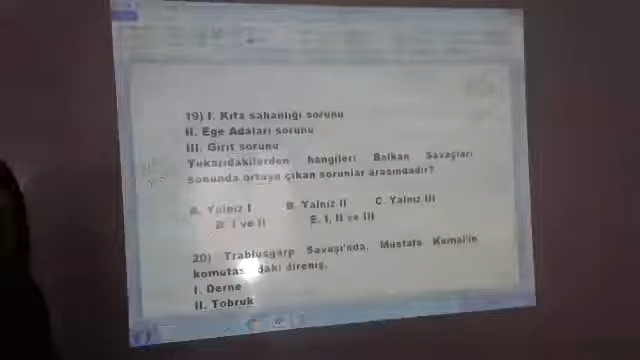 19) I. Kıta sahanlığı sorunu
II. Ege Adaları sorunu
III. Girit sorunu
Yukarıdakilerden hangileri Balkan Savaşları
sonunda ortaya çıkan sorunlar arasındadır?
A. Yalnız I B. Yalnız II C. Yalnız III
D. I ve II E. I, II ve III
20) Trablusgarp Savaşı'nda, Mustafa Kemal'in
komutas daki direniş,
I. Derne
II. Tobruk